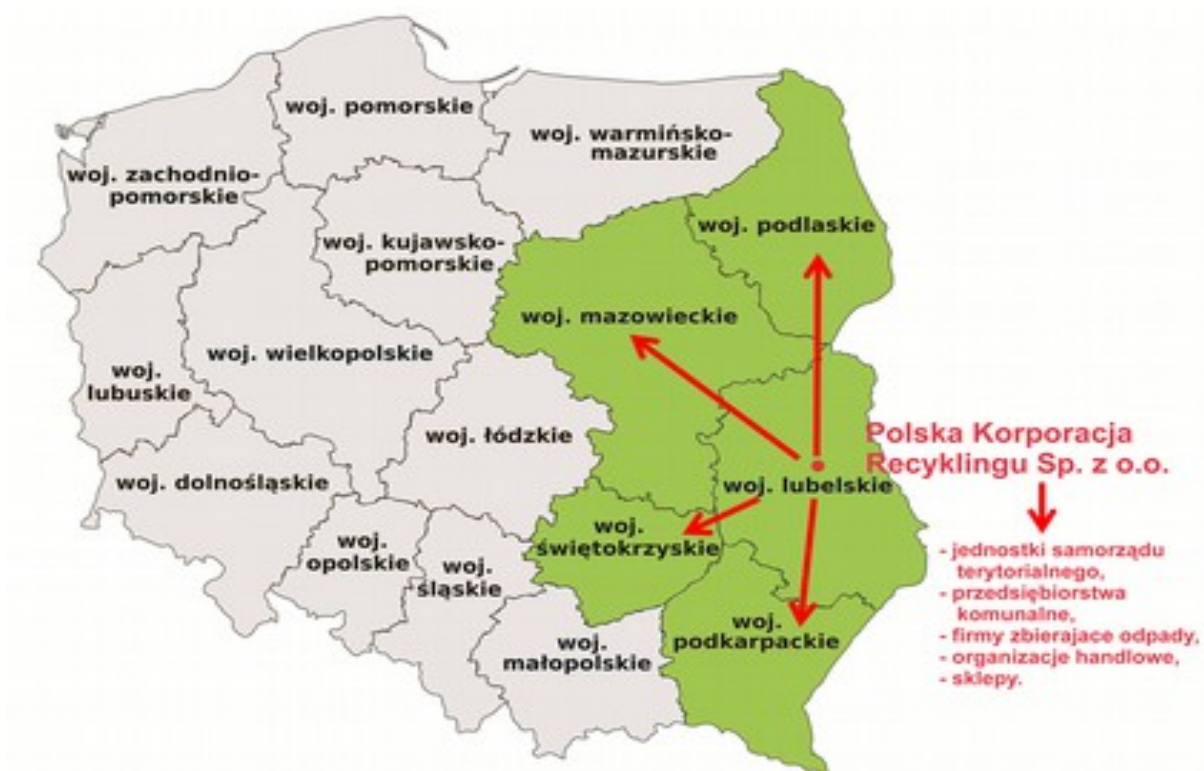 woj. pomorskie
woj. warmińsko-
mazurskie
woj. zachodnio-
pomorskie
woj. podlaskie
woj. kujawsko-
pomorskie
woj. mazowieckie
woj. wielkopolskie
woj.
lubuskie
woj. łódzkie
Polska Korporacja
Recyklingu Sp. z o.o.
woj. dolnośląskie
woj. lubelskie
woj.
świętokrzyskie
woj.
opolskie
woj.
śląskie
- jednostki samorządu
terytorialnego,
- przedsiębiorstwa
komunalne,
- firmy zbierajace odpady,
- organizacje handlowe,
- sklepy.
woj.
podkarpackie
woj.
małopolskie